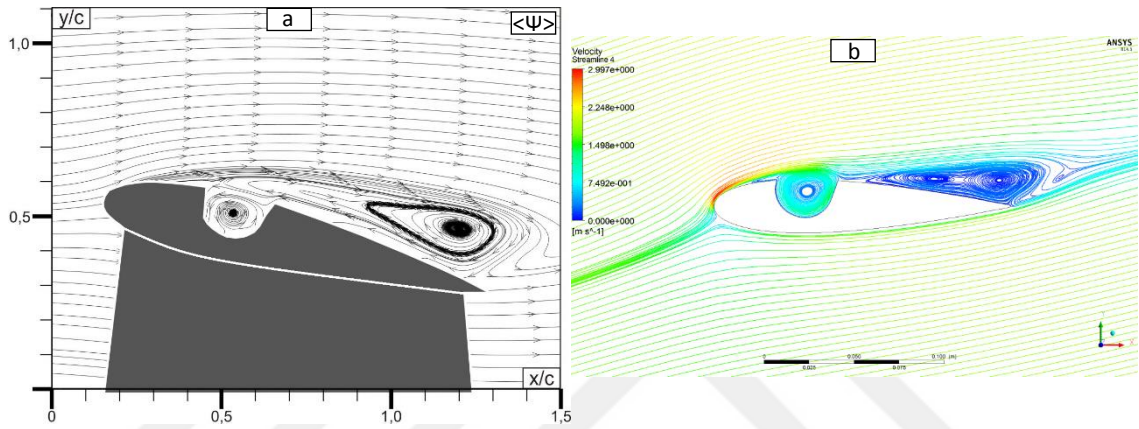 y/c
a
<Ψ>
1,0
0,5
x/c
0
0,5
1,0
1,5
b
ANSYS
Velocity
Streamline 4
2.997e+000
2.248e+000
1.498e+000
7.492e-001
0.000e+000
[m s^-1]
0
0.050
0.100 (m)
0.025
0.075